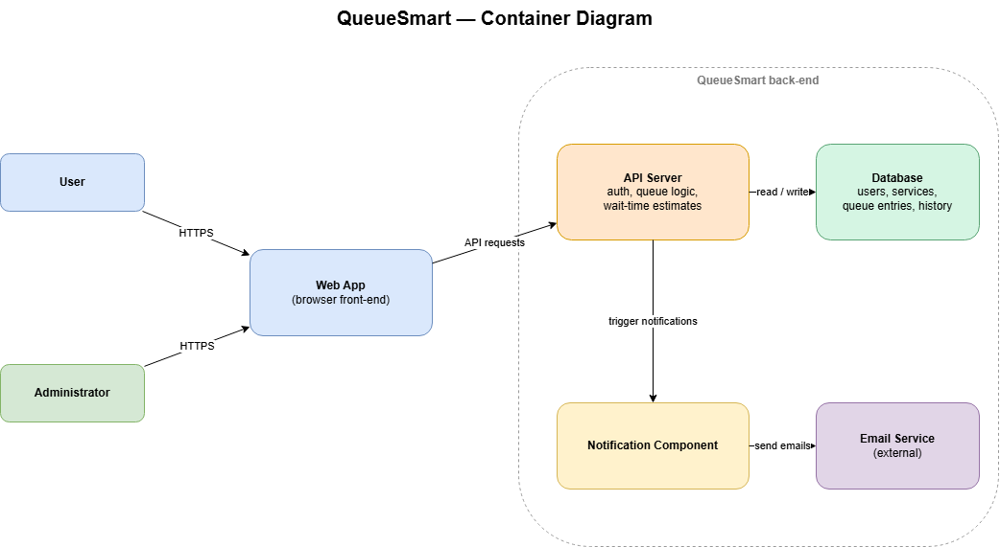 QueueSmart — Container Diagram
QueueSmart back-end
User
HTTPS
Web App
(browser front-end)
HTTPS
Administrator
API requests
API Server
auth, queue logic,
wait-time estimates
read / write
Database
users, services,
queue entries, history
trigger notifications
Notification Component
send emails
Email Service
(external)